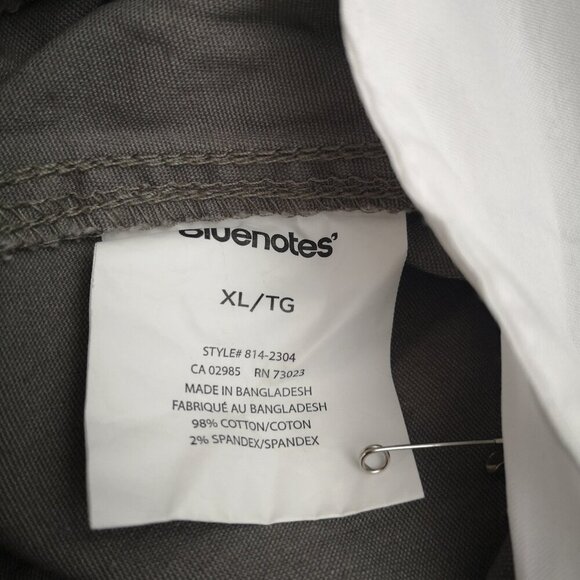 Bluenotes
XL/TG
STYLE# 814-2304
CA 02985 RN 73023
MADE IN BANGLADESH
FABRIQUÉ AU BANGLADESH
98% COTTON/COTON
2% SPANDEX/SPANDEX